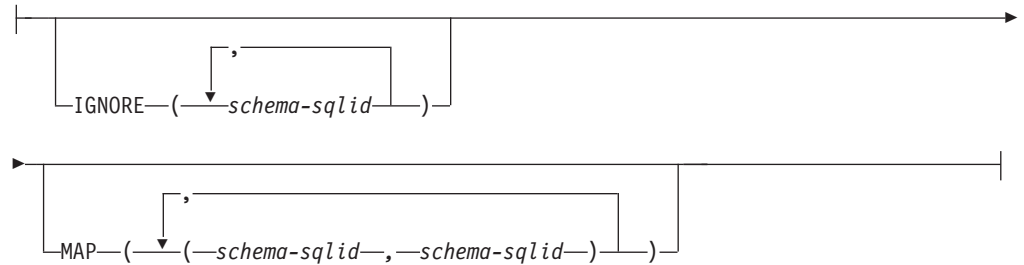 ,
IGNORE ( schema-sqlid )
,
MAP ( ( schema-sqlid , schema-sqlid ) )